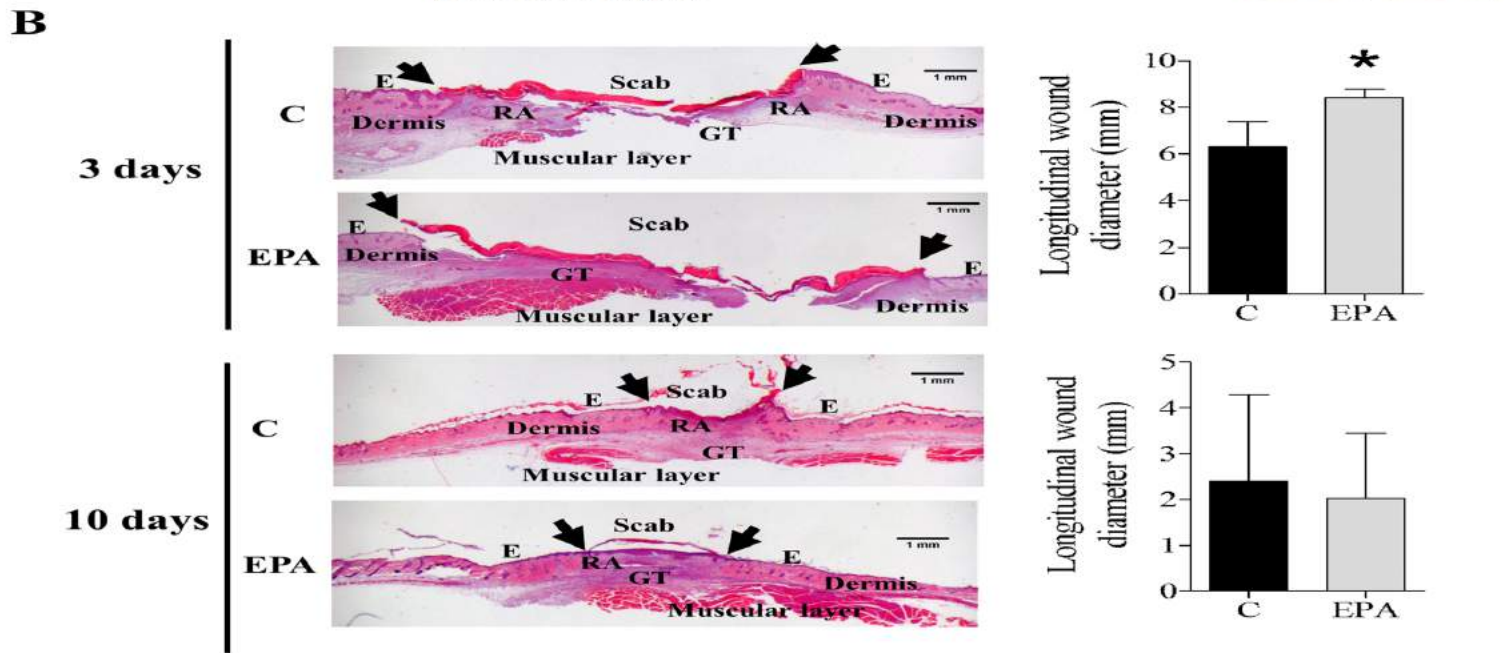 B
3 days
C
E
Scab
E
1 mm
Dermis
RA
RA
Dermis
GT
Muscular layer
EPA
E
Scab
1 mm
Dermis
GT
E
Dermis
Muscular layer
Longitudinal wound
diameter (mm)
10
8
6
4
2
0
*
C
EPA
10 days
C
E
Scab
E
1 mm
Dermis
RA
GT
Muscular layer
EPA
E
Scab
E
1 mm
RA
GT
Dermis
Muscular layer
Longitudinal wound
diameter (mm)
5
4
3
2
1
0
C
EPA